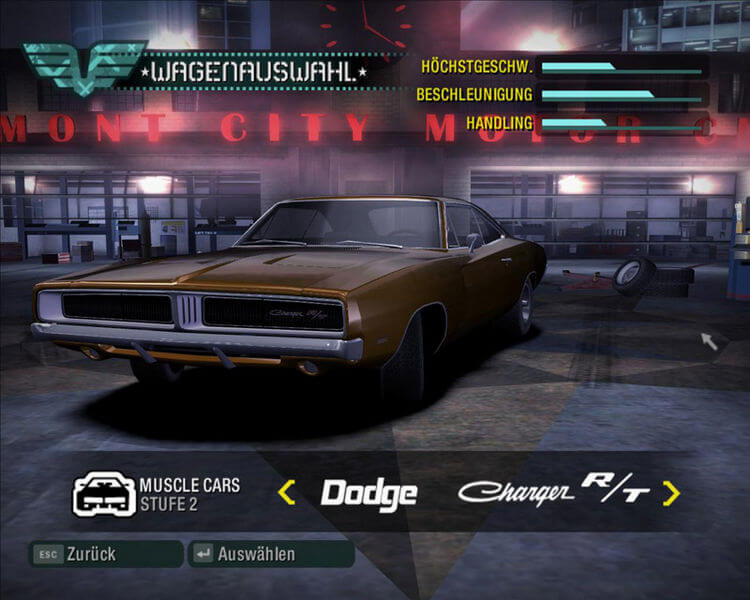 ★WAGENAUSWAHL★
HÖCHSTGESCHW.
BESCHLEUNIGUNG
HANDLING
MONT CITY MOTOR
Charger R/T
MUSCLE CARS
STUFE 2
Dodge Charger R/T
ESC Zurück
Auswählen